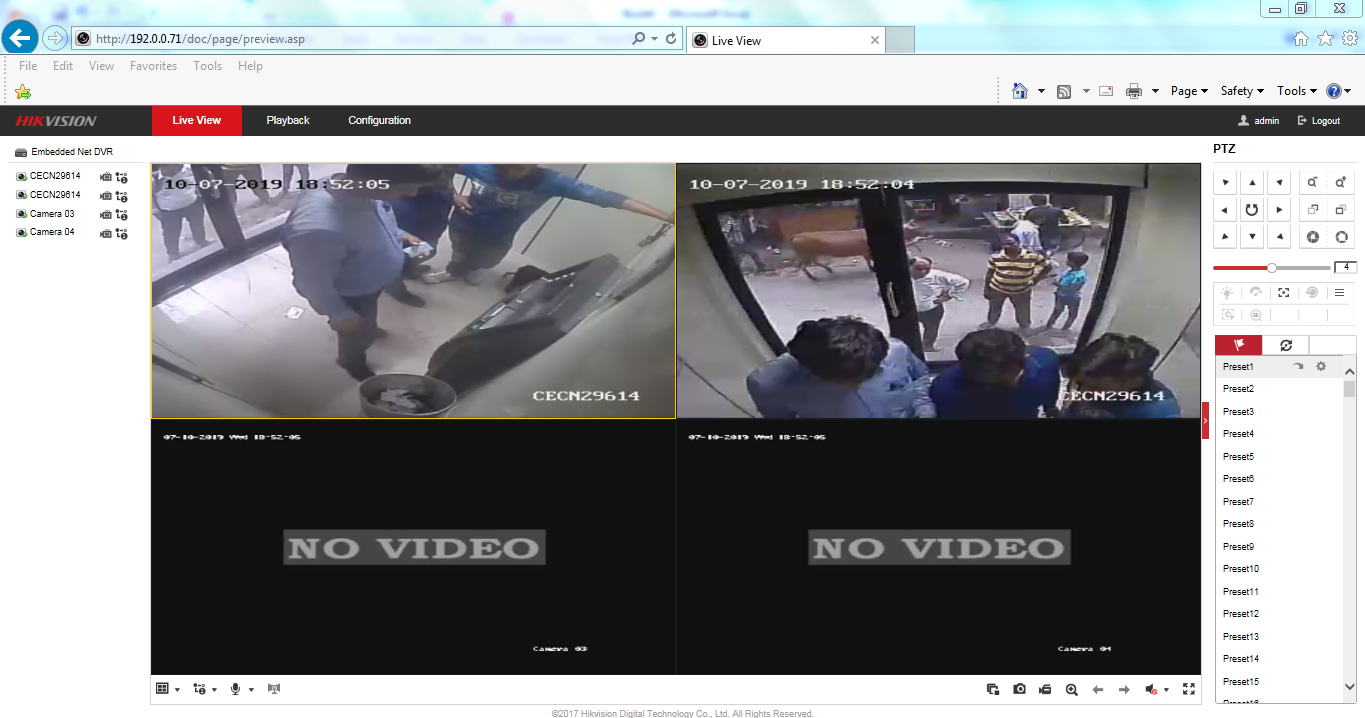 http://192.0.0.71/doc/page/preview.asp
Live View
File Edit View Favorites Tools Help
Page Safety Tools
HIKVISION Live View Playback Configuration admin Logout
Embedded Net DVR
CECN29614
CECN29614
Camera 03
Camera 04
10-07-2019 18:52:05
CECN29614
10-07-2019 18:52:04
CECN29614
07-10-2019 Wed 18-52-05
NO VIDEO
Camera 03
07-10-2019 Wed 18-52-05
NO VIDEO
Camera 04
PTZ
4
3D
Preset1
Preset2
Preset3
Preset4
Preset5
Preset6
Preset7
Preset8
Preset9
Preset10
Preset11
Preset12
Preset13
Preset14
Preset15
©2017 Hikvision Digital Technology Co., Ltd. All Rights Reserved.